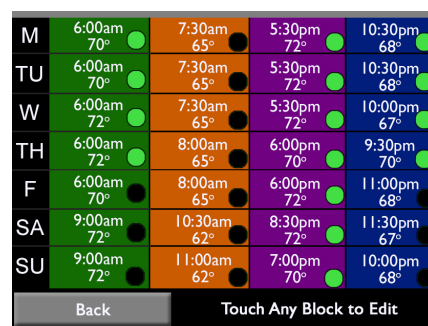 M 6:00am 7:30am 5:30pm 10:30pm
70° 65° 72° 68°
TU 6:00am 7:30am 5:30pm 10:30pm
70° 65° 72° 68°
W 6:00am 7:30am 5:30pm 10:00pm
72° 65° 72° 67°
TH 6:00am 8:00am 6:00pm 9:30pm
72° 65° 70° 70°
F 6:00am 8:00am 6:00pm 11:00pm
70° 65° 72° 68°
SA 9:00am 10:30am 8:30pm 11:30pm
72° 62° 72° 67°
SU 9:00am 11:00am 7:00pm 10:00pm
72° 62° 70° 68°
Back Touch Any Block to Edit